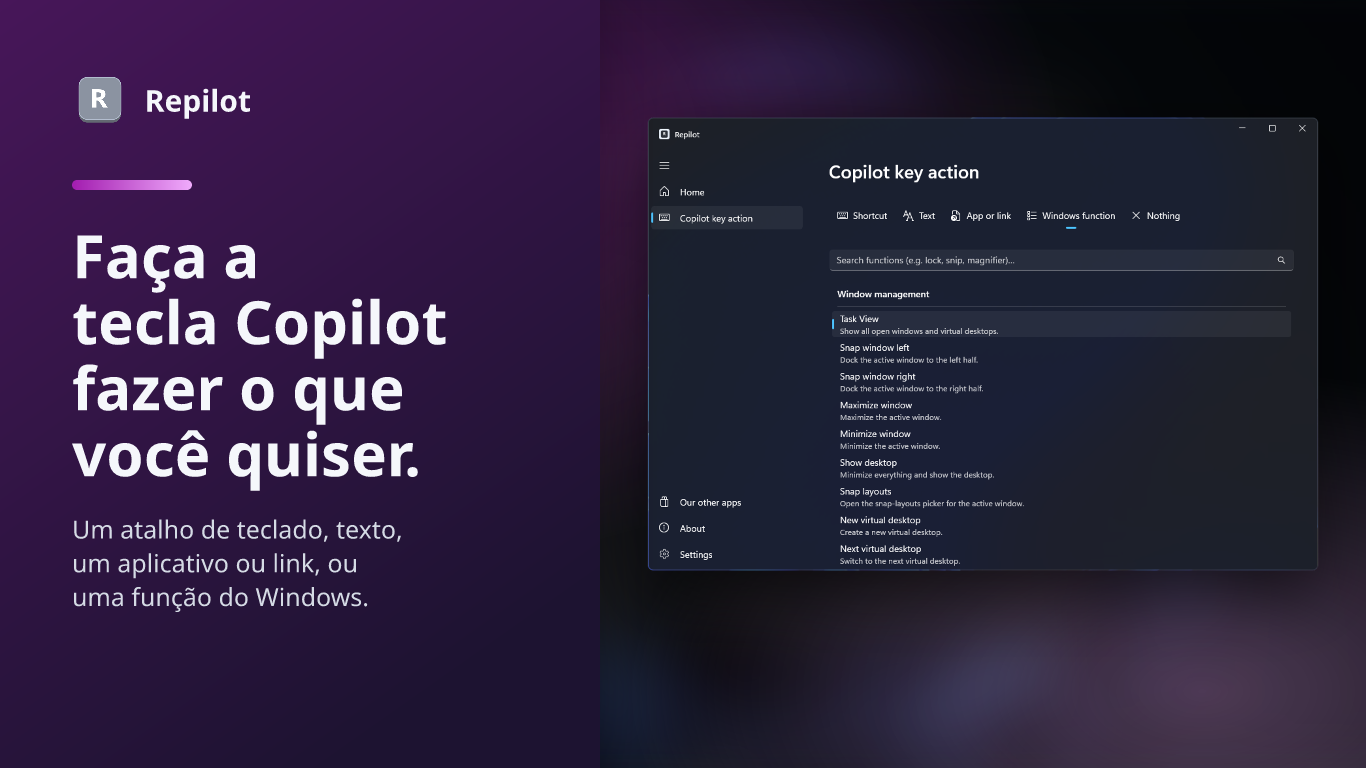 R
Repilot
Faça a
tecla Copilot
fazer o que
você quiser.
Um atalho de teclado, texto,
um aplicativo ou link, ou
uma função do Windows.
R
Repilot
Home
Copilot key action
Our other apps
About
Settings
Copilot key action
Shortcut
Text
App or link
Windows function
Nothing
Search functions (e.g. lock, snip, magnifier)...
Window management
Task View
Show all open windows and virtual desktops.
Snap window left
Dock the active window to the left half.
Snap window right
Dock the active window to the right half.
Maximize window
Maximize the active window.
Minimize window
Minimize the active window.
Show desktop
Minimize everything and show the desktop.
Snap layouts
Open the snap-layouts picker for the active window.
New virtual desktop
Create a new virtual desktop.
Next virtual desktop
Switch to the next virtual desktop.